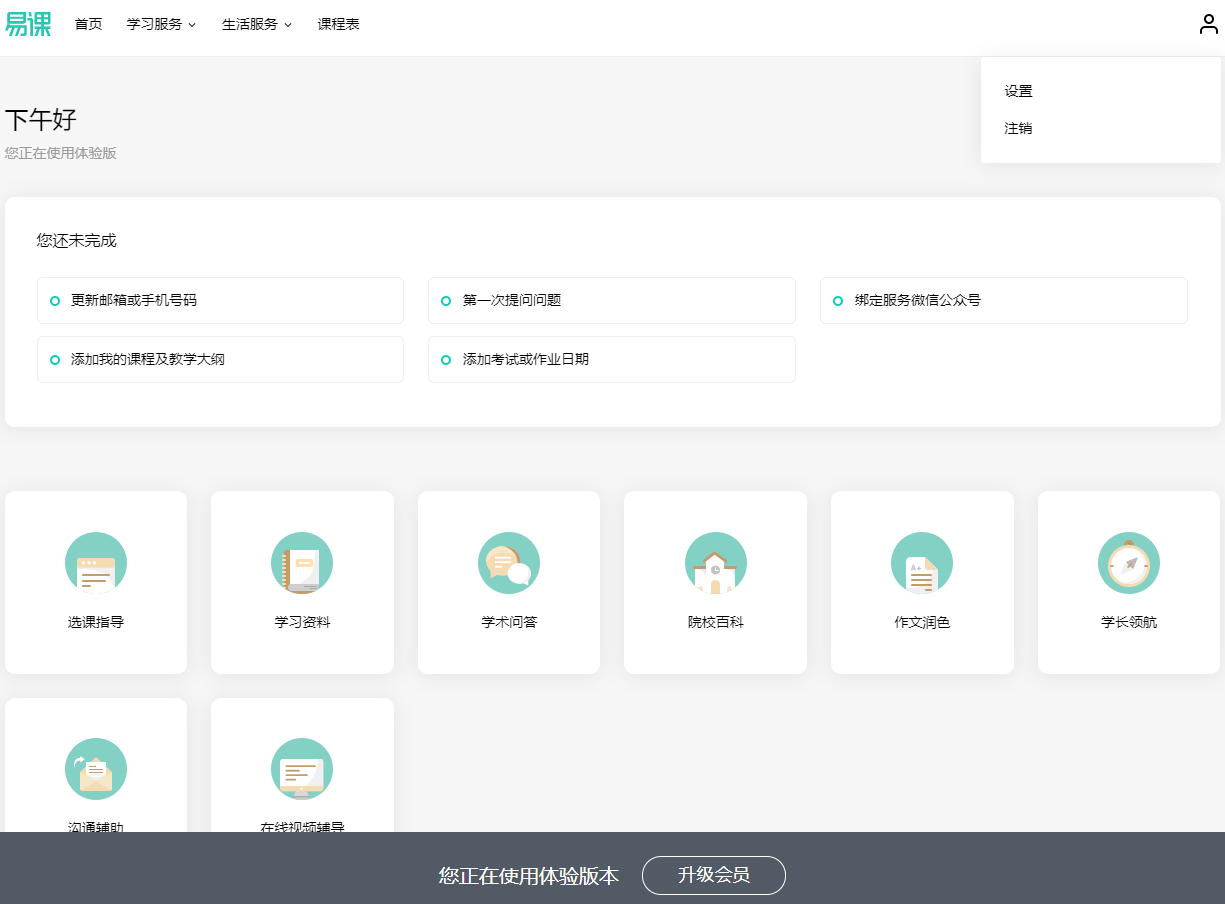 易课 首页 学习服务 生活服务 课程表
设置
注销
下午好
您正在使用体验版
您还未完成
更新邮箱或手机号码 第一次提问问题 绑定服务微信公众号
添加我的课程及教学大纲 添加考试或作业日期
A+
选课指导 学习资料 学术问答 院校百科 作文润色 学长领航
沟通辅助 在线视频辅导
您正在使用体验版本 升级会员